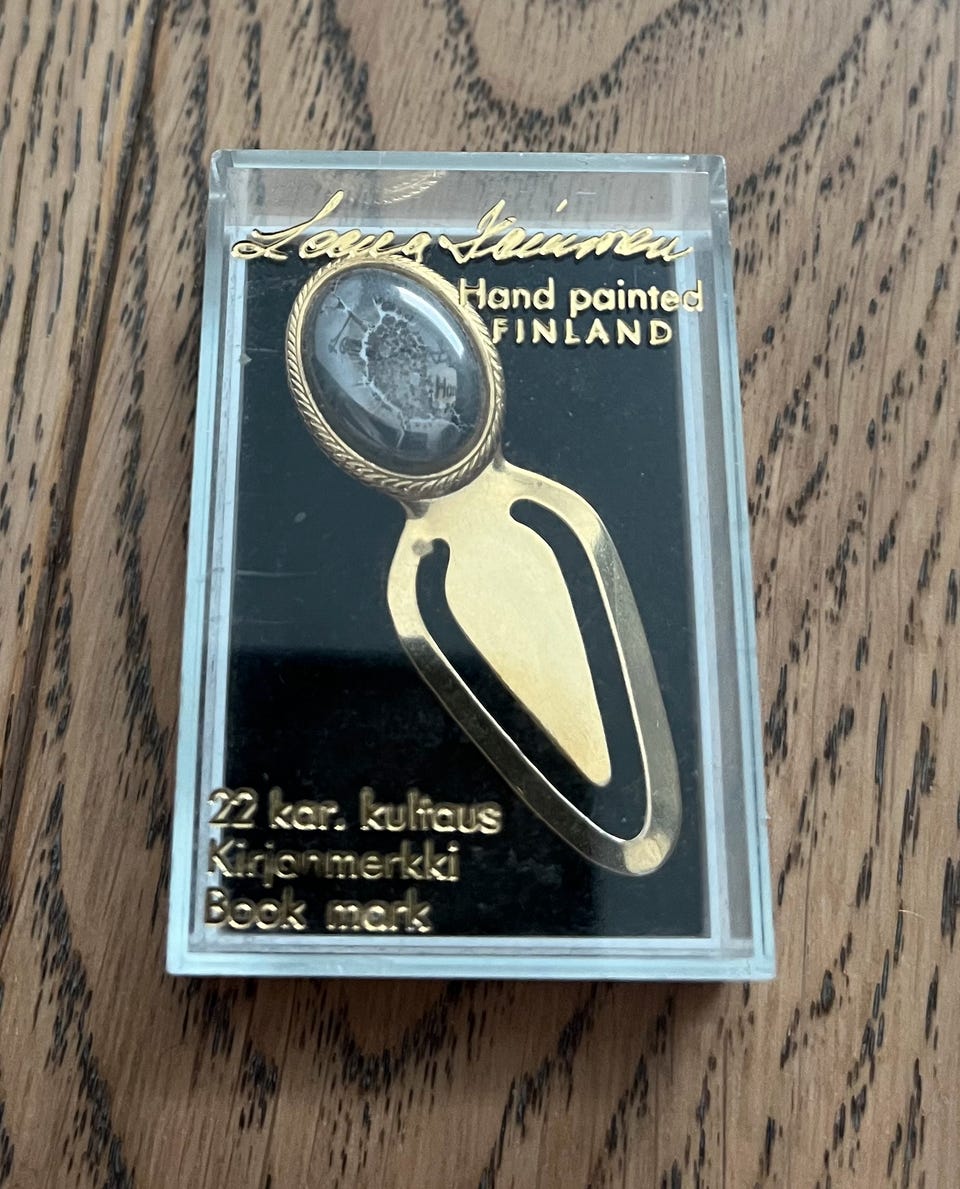 Hand painted
FINLAND
22 kar. kultaus
Kirjanmerkki
Book mark